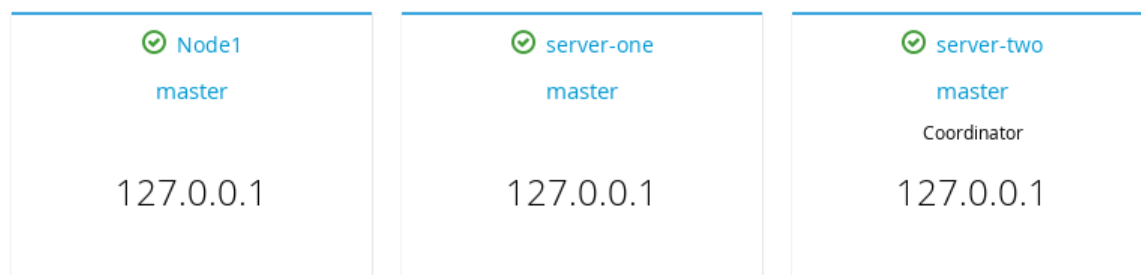 Node1
master
127.0.0.1
server-one
master
127.0.0.1
server-two
master
Coordinator
127.0.0.1